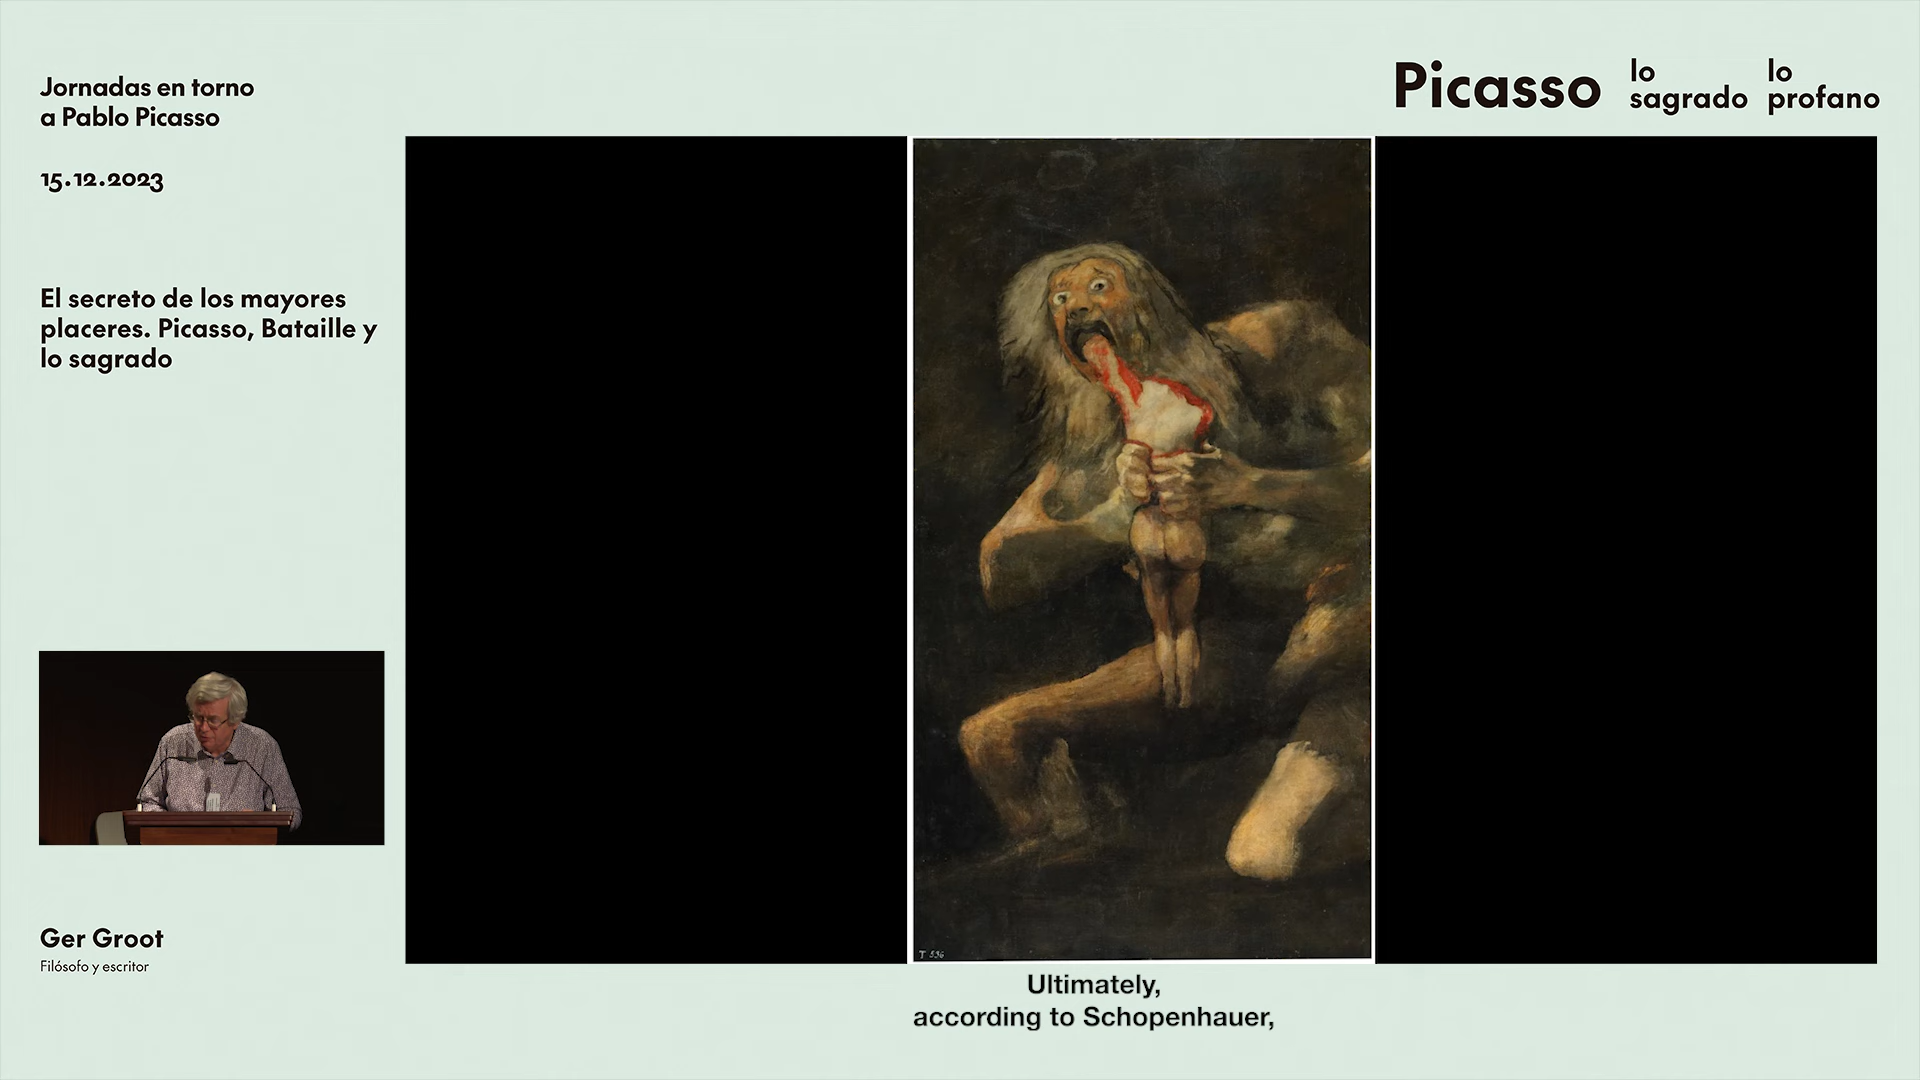 Jornadas en torno
a Pablo Picasso
15.12.2023
Picasso
lo
sagrado
lo
profano
El secreto de los mayores
placeres. Picasso, Bataille y
lo sagrado
Ger Groot
Filósofo y escritor
T 536
Ultimately,
according to Schopenhauer,